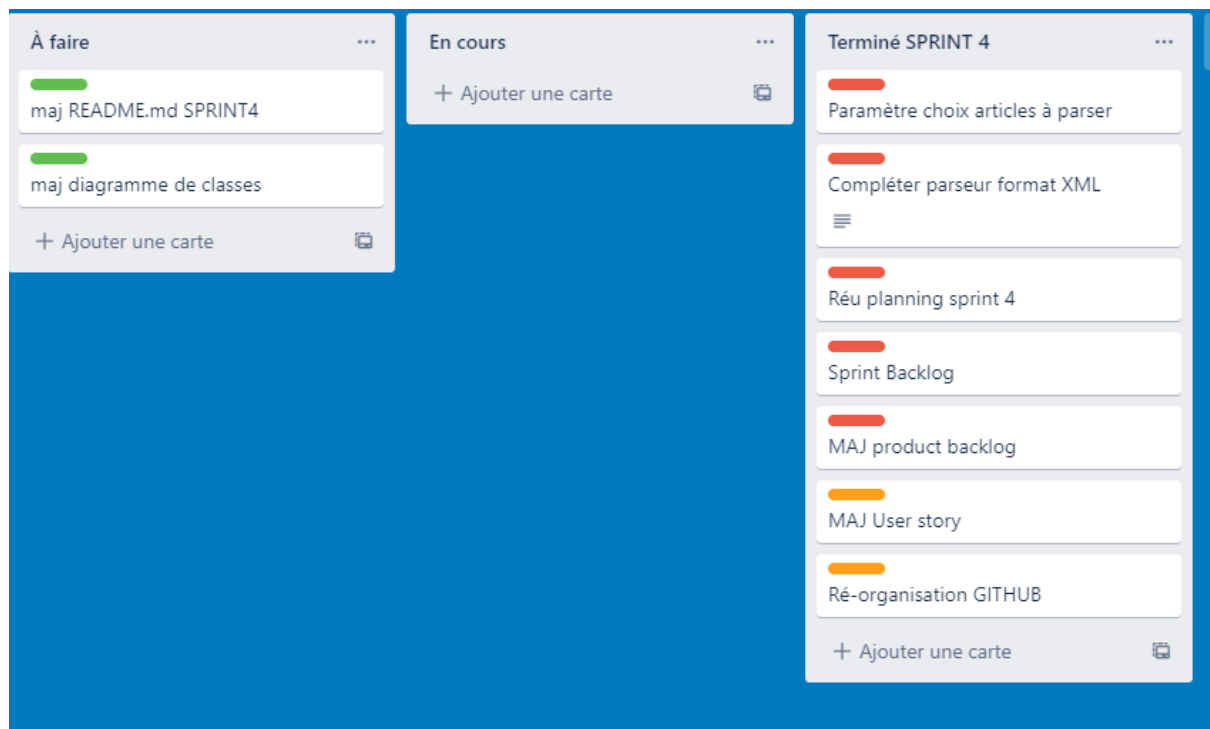 À faire
maj README.md SPRINT4
maj diagramme de classes
Ajouter une carte
En cours
Ajouter une carte
Terminé SPRINT 4
Paramètre choix articles à parser
Compléter parseur format XML
Réu planning sprint 4
Sprint Backlog
MAJ product backlog
MAJ User story
Ré-organisation GITHUB
Ajouter une carte